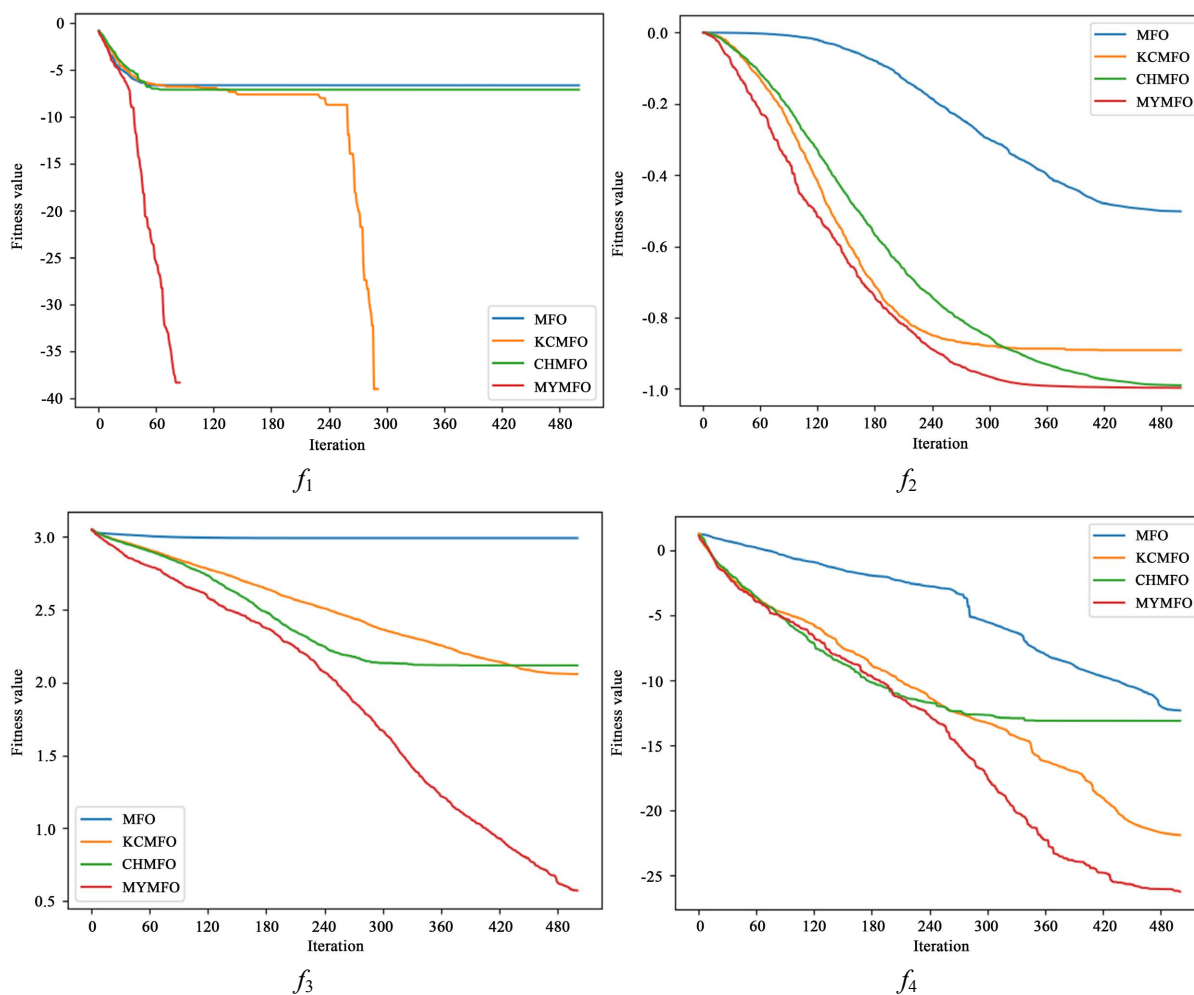 0
-5
-10
-15
-20
-25
-30
-35
-40
Fitness value
MFO
KCMFO
CHMFO
MYMFO
0 60 120 180 240 300 360 420 480
Iteration
f1
0.0
-0.2
-0.4
-0.6
-0.8
-1.0
Fitness value
MFO
KCMFO
CHMFO
MYMFO
0 60 120 180 240 300 360 420 480
Iteration
f2
3.0
2.5
2.0
1.5
1.0
0.5
Fitness value
MFO
KCMFO
CHMFO
MYMFO
0 60 120 180 240 300 360 420 480
Iteration
f3
0
-5
-10
-15
-20
-25
Fitness value
MFO
KCMFO
CHMFO
MYMFO
0 60 120 180 240 300 360 420 480
Iteration
f4